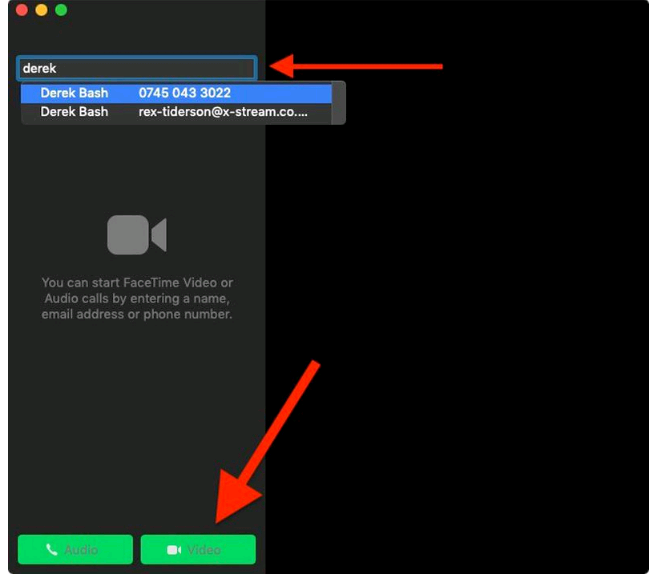 derek
Derek Bash 0745 043 3022
Derek Bash rex-tiderson@x-stream.co....
You can start FaceTime Video or
Audio calls by entering a name,
email address or phone number.
Audio Video